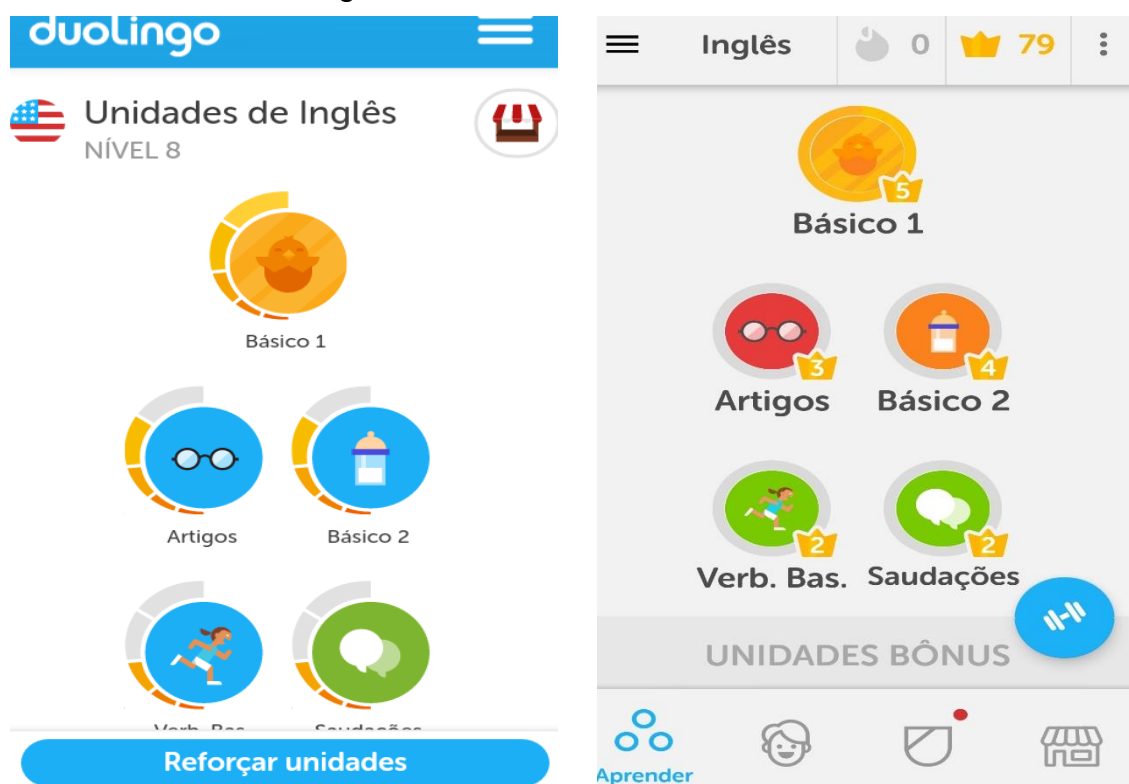 duolingo
Unidades de Inglês
NÍVEL 8
Básico 1
Artigos Básico 2
Reforçar unidades
Inglês 0 79
5
Básico 1
3 4
Artigos Básico 2
2 2
Verb. Bas. Saudações
UNIDADES BÔNUS
Aprender